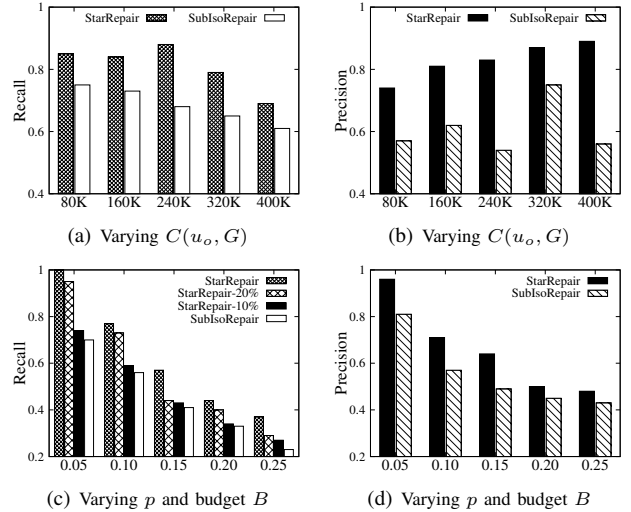 StarRepair SubIsoRepair
Recall
1
0.8
0.6
0.4
80K 160K 240K 320K 400K
(a) Varying C(u_o, G)
StarRepair SubIsoRepair
Precision
1
0.8
0.6
0.4
80K 160K 240K 320K 400K
(b) Varying C(u_o, G)
StarRepair
StarRepair-20%
StarRepair-10%
SubIsoRepair
Recall
1
0.8
0.6
0.4
0.2
0.05 0.10 0.15 0.20 0.25
(c) Varying p and budget B
StarRepair
SubIsoRepair
Precision
1
0.8
0.6
0.4
0.2
0.05 0.10 0.15 0.20 0.25
(d) Varying p and budget B